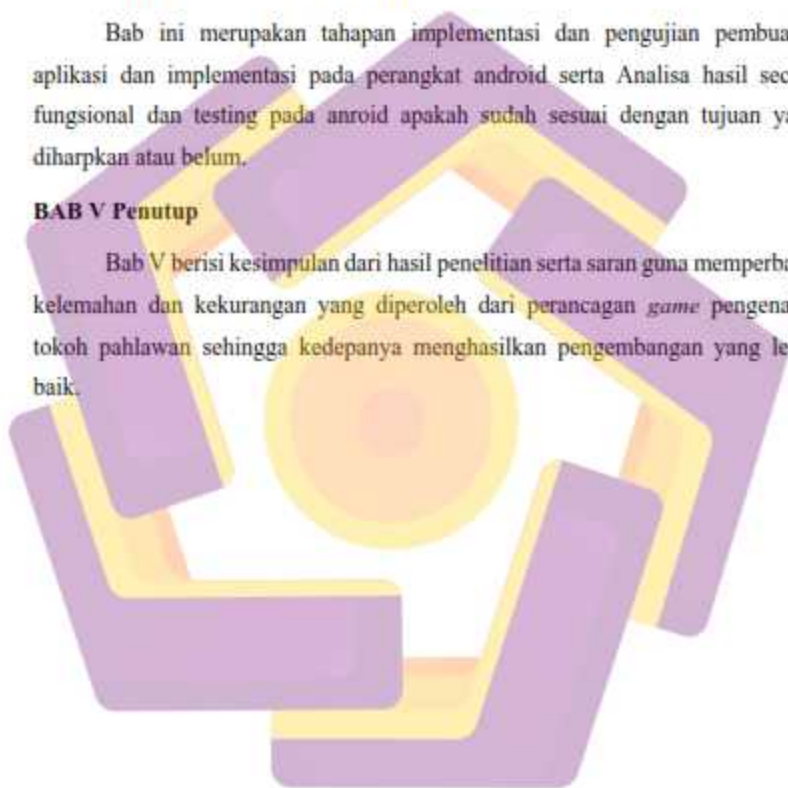 Bab ini merupakan tahapan implementasi dan pengujian pembua
aplikasi dan implementasi pada perangkat android serta Analisa hasil sec
fungsional dan testing pada anroid apakah sudah sesuai dengan tujuan ya
diharpkan atau belum.
BAB V Penutup
Bab V berisi kesimpulan dari hasil penelitian serta saran guna memperba
kelemahan dan kekurangan yang diperoleh dari perancagan game pengena
tokoh pahlawan sehingga kedepanya menghasilkan pengembangan yang le
baik.